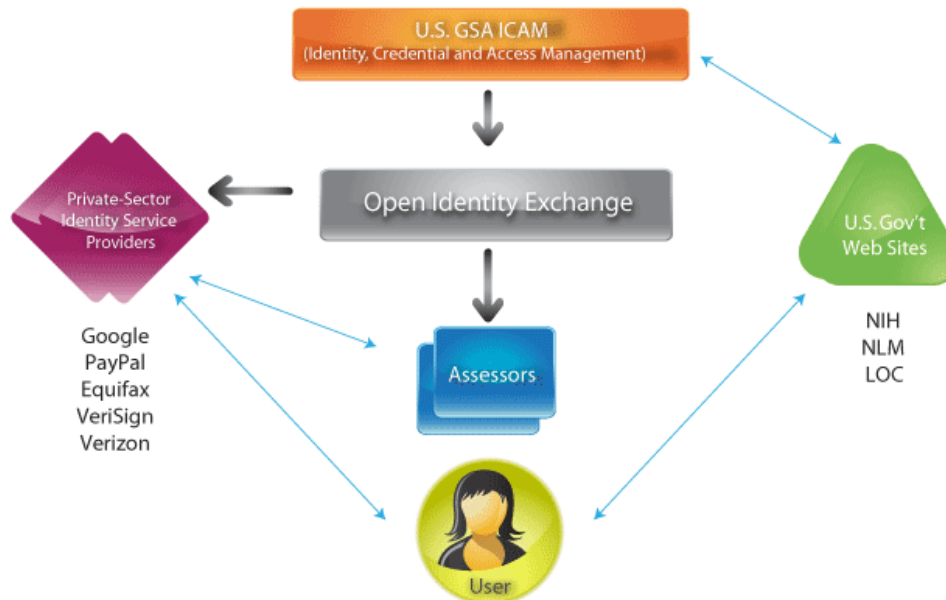 U.S. GSA ICAM
(Identity, Credential and Access Management)
Open Identity Exchange
Private-Sector
Identity Service
Providers
Google
PayPal
Equifax
VeriSign
Verizon
U.S. Gov't
Web Sites
NIH
NLM
LOC
Assessors
User